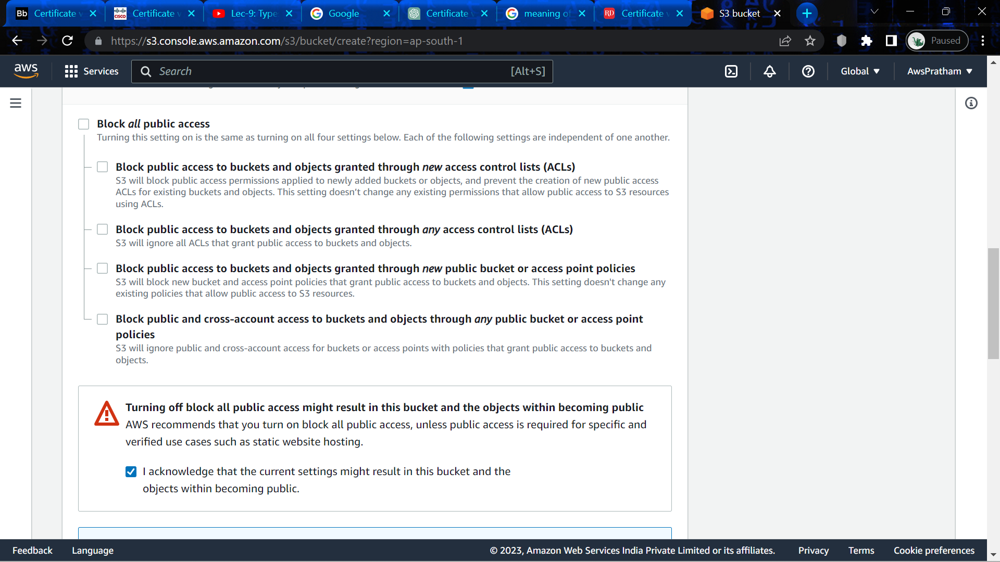 Bb Certificate v
CISCO Certificate v
Lec-9: Type
Google
Certificate v
meaning of
RD Certificate v
S3 bucket
https://s3.console.aws.amazon.com/s3/bucket/create?region=ap-south-1
Paused
aws
Services
Search
[Alt+S]
Global
AwsPratham
Block all public access
Turning this setting on is the same as turning on all four settings below. Each of the following settings are independent of one another.
Block public access to buckets and objects granted through new access control lists (ACLs)
S3 will block public access permissions applied to newly added buckets or objects, and prevent the creation of new public access
ACLs for existing buckets and objects. This setting doesn’t change any existing permissions that allow public access to S3 resources
using ACLs.
Block public access to buckets and objects granted through any access control lists (ACLs)
S3 will ignore all ACLs that grant public access to buckets and objects.
Block public access to buckets and objects granted through new public bucket or access point policies
S3 will block new bucket and access point policies that grant public access to buckets and objects. This setting doesn't change any
existing policies that allow public access to S3 resources.
Block public and cross-account access to buckets and objects through any public bucket or access point
policies
S3 will ignore public and cross-account access for buckets or access points with policies that grant public access to buckets and
objects.
Turning off block all public access might result in this bucket and the objects within becoming public
AWS recommends that you turn on block all public access, unless public access is required for specific and
verified use cases such as static website hosting.
I acknowledge that the current settings might result in this bucket and the
objects within becoming public.
Feedback
Language
© 2023, Amazon Web Services India Private Limited or its affiliates.
Privacy
Terms
Cookie preferences